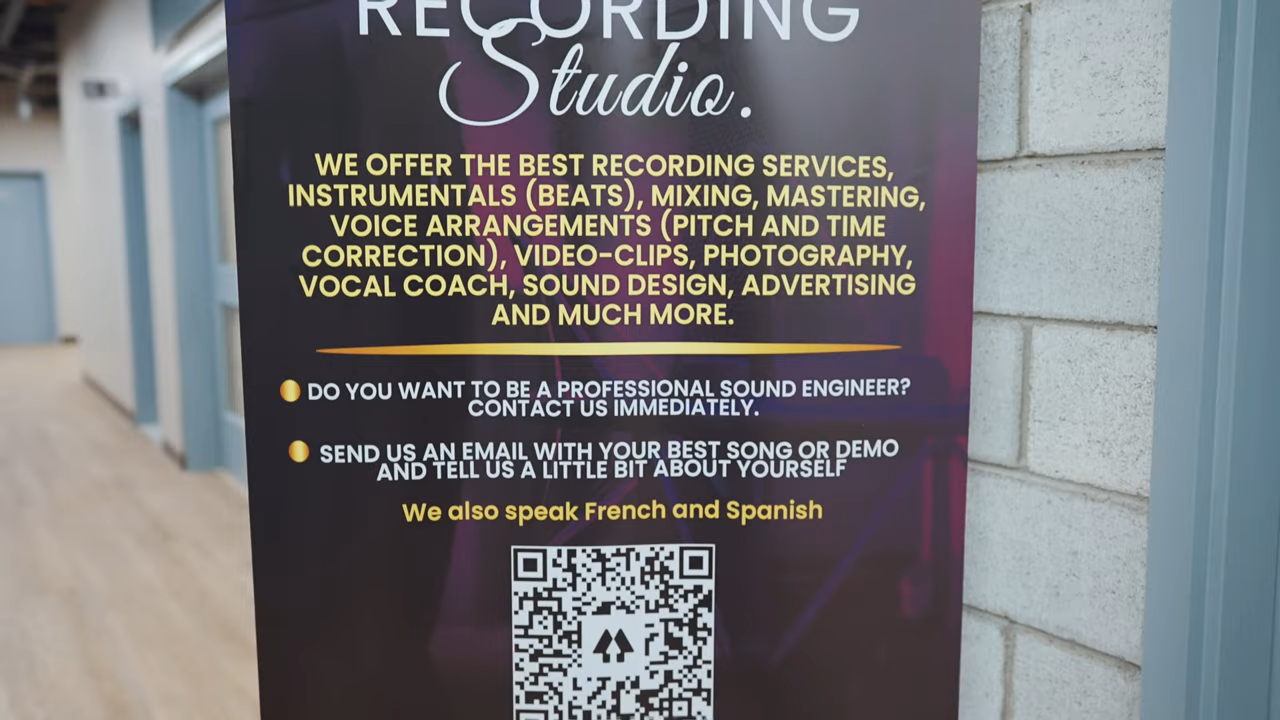 RECORDING
Studio.
WE OFFER THE BEST RECORDING SERVICES,
INSTRUMENTALS (BEATS), MIXING, MASTERING,
VOICE ARRANGEMENTS (PITCH AND TIME
CORRECTION), VIDEO-CLIPS, PHOTOGRAPHY,
VOCAL COACH, SOUND DESIGN, ADVERTISING
AND MUCH MORE.
DO YOU WANT TO BE A PROFESSIONAL SOUND ENGINEER?
CONTACT US IMMEDIATELY.
SEND US AN EMAIL WITH YOUR BEST SONG OR DEMO
AND TELL US A LITTLE BIT ABOUT YOURSELF
We also speak French and Spanish